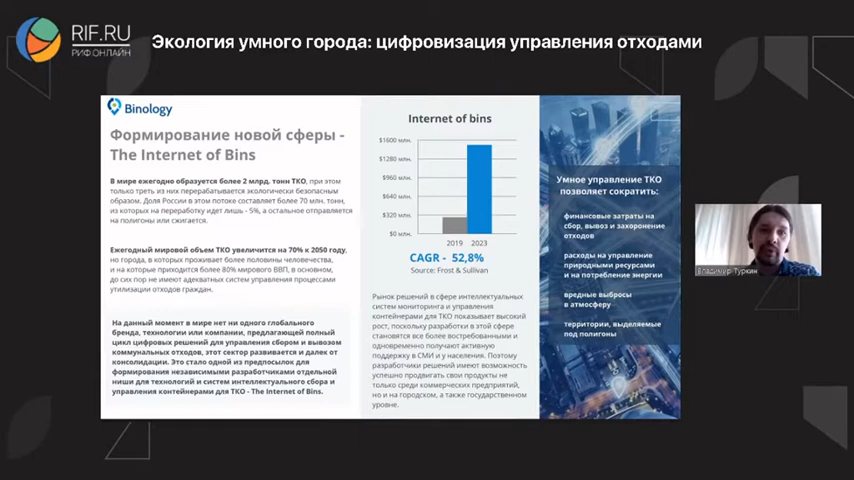 RIF.RU
РИФ.ОНЛАЙН
Экология умного города: цифровизация управления отходами
Binology
Формирование новой сферы -
The Internet of Bins
В мире ежегодно образуется более 2 млрд. тонн ТКО, при этом
только треть из них перерабатывается экологически безопасным
образом. Доля России в этом потоке составляет более 70 млн. тонн,
из которых на переработку идет лишь - 5%, а остальное отправляется
на полигоны или сжигается.
Ежегодный мировой объем ТКО увеличится на 70% к 2050 году,
но города, в которых проживает более половины человечества,
и на которые приходится более 80% мирового ВВП, в основном,
до сих пор не имеют адекватных систем управления процессами
утилизации отходов граждан.
На данный момент в мире нет ни одного глобального
бренда, технологии или компании, предлагающей полный
цикл цифровых решений для управления сбором и вывозом
коммунальных отходов, этот сектор развивается и далек от
консолидации. Это стало одной из предпосылок для
формирования независимыми разработчиками отдельной
ниши для технологий и систем интеллектуального сбора и
управления контейнерами для ТКО - The Internet of Bins.
Internet of bins
$1600 млн.
$1280 млн.
$960 млн.
$640 млн.
$320 млн.
$0 млн.
2019 2023
CAGR - 52,8%
Source: Frost & Sullivan
Рынок решений в сфере интеллектуальных
систем мониторинга и управления
контейнерами для ТКО показывает высокий
рост, поскольку разработки в этой сфере
становятся все более востребованными и
одновременно получают активную
поддержку в СМИ и у населения. Поэтому
разработчики решений имеют возможность
успешно продвигать свои продукты не
только среди коммерческих предприятий,
но и на городском, а также государственном
уровне.
Умное управление ТКО
позволяет сократить:
финансовые затраты на
сбор, вывоз и захоронение
отходов
расходы на управление
природными ресурсами
и на потребление энергии
вредные выбросы
в атмосферу
территории, выделяемые
под полигоны
Владимир Туркин